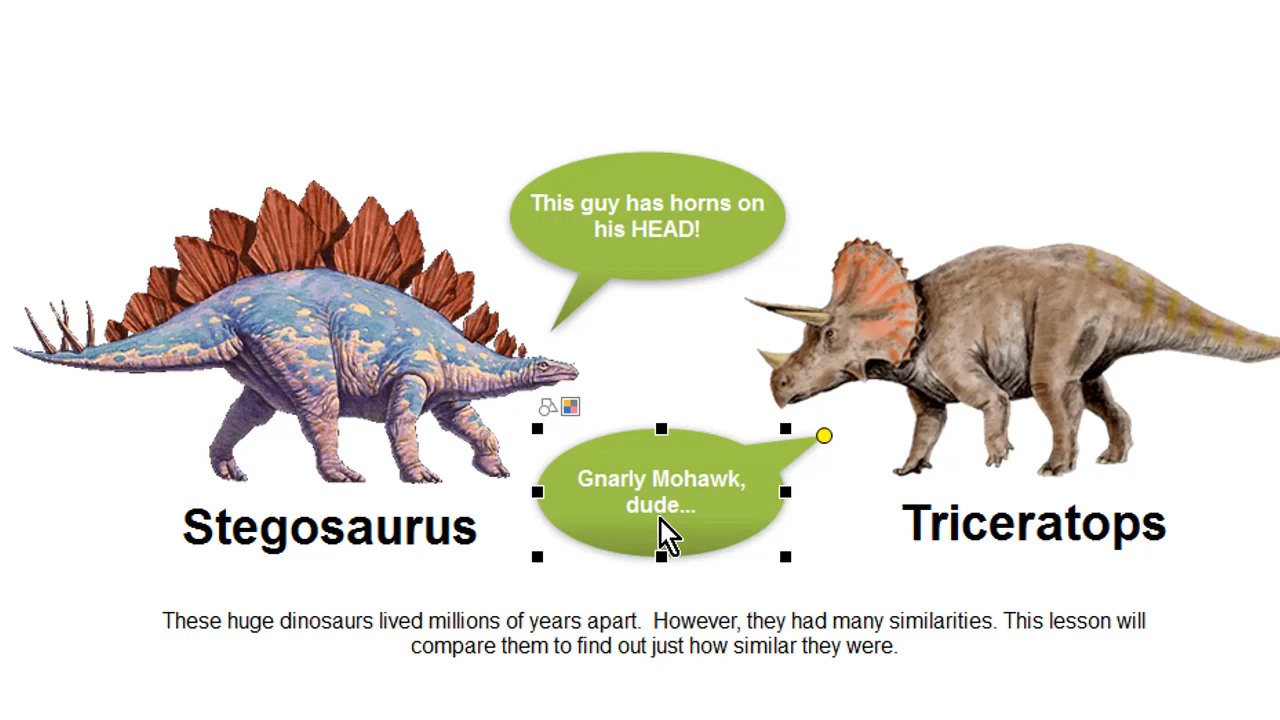 This guy has horns on
his HEAD!
Gnarly Mohawk,
dude...
Stegosaurus
Triceratops
These huge dinosaurs lived millions of years apart.  However, they had many similarities. This lesson will
compare them to find out just how similar they were.